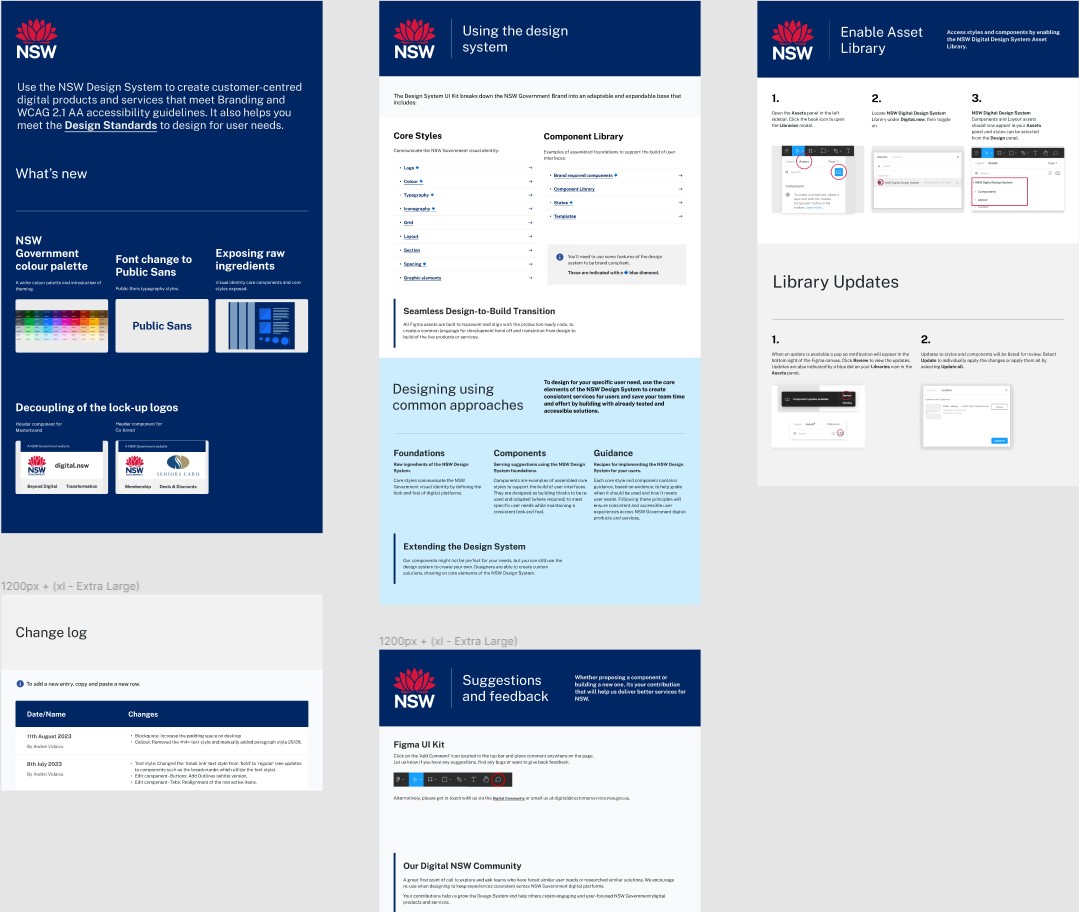 NSW
Use the NSW Design System to create customer-centred
digital products and services that meet Branding and
WCAG 2.1 AA accessibility guidelines. It also helps you
meet the Design Standards to design for user needs.
What's new
NSW
Government
colour palette
A wider colour palette and introduction of
theming.
Font change to
Public Sans
Public Sans typography styles.
Public Sans
Exposing raw
ingredients
Visual identity core components and core
styles exposed.
Decoupling of the lock-up logos
Header component for
Masterbrand
Header component for
Co-brand
A NSW Government website
NSW
digital.nsw
Beyond Digital Transformation
A NSW Government website
NSW
SENIORS CARD
Membership Deals & Discounts
1200px + (xl - Extra Large)
Change log
To add a new entry, copy and paste a new row.
Date/Name Changes
11th August 2023
By Andrei Vidarcu
• Blockquote: Increase the padding space on desktop
• Callout: Removed the <h4> text style and manually added paragraph style 20/28.
8th July 2023
By Andrei Vidarcu
• Text style: Changed the 'Small link' text style from 'bold' to 'regular'
to components such as the breadcrumbs which utilize the text style.
• Edit component - Buttons: Add Outlines (white) version.
• Edit component - Tabs: Realignment of the non active items.
NSW
Using the design
system
The Design System UI Kit breaks down the NSW Government Brand into an adaptable and expandable base that
includes:
Core Styles
Communicate the NSW Government visual identity:
• Logo
• Colour
• Typography
• Iconography
• Grid
• Layout
• Section
• Spacing
• Graphic elements
Component Library
Examples of assembled foundations to support the build of user
interfaces:
• Brand required components
• Component Library
• States
• Templates
You'll need to use some features of the design
system to be brand compliant.
These are indicated with a blue diamond.
Seamless Design-to-Build Transition
All Figma assets are built to represent and align with the production ready code, to
create a common language for development hand off and translation from design to
build of the live products or services.
Designing using
common approaches
To design for your specific user need, use the core
elements of the NSW Design System to create
consistent services for users and save your team time
and effort by building with already tested and
accessible solutions.
Foundations
Raw ingredients of the NSW Design
System.
Core styles communicate the NSW
Government visual identity by defining the
look and feel of digital platforms.
Components
Serving suggestions using the NSW Design
System foundations.
Components are examples of assembled core
styles to support the build of user interfaces.
They are designed as building blocks to be re-
used and adapted (where required) to meet
specific user needs while maintaining a
consistent look and feel.
Guidance
Recipes for implementing the NSW Design
System for your users.
Each core style and component contains
guidance, based on evidence, to help guide
when it should be used and how it meets
user needs. Following these principles will
ensure consistent and accessible user
experiences across NSW Government digital
products and services.
Extending the Design System
Our components might not be perfect for your needs, but you can still use the
design system to create your own. Designers are able to create custom
solutions, drawing on core elements of the NSW Design System.
1200px + (xl - Extra Large)
NSW
Suggestions
and feedback
Whether proposing a component or
building a new one, its your contribution
that will help us deliver better services for
NSW.
Figma UI Kit
Click on the 'Add Comment' icon located in the top bar and place comment anywhere on the page.
Let us know if you have any suggestions, find any bugs or want to give back feedback.
Alternatively, please get in touch with us via the Digital Community or email us at digital@customerservice.nsw.gov.au.
Our Digital NSW Community
A great first point of call to explore and ask teams who have faced similar user needs or researched similar solutions. We encourage
re-use when designing to keep experiences consistent across NSW Government digital platforms.
Your contributions help us grow the Design System and help others create engaging and user-focused NSW Government digital
products and services.
NSW
Enable Asset
Library
Access styles and components by enabling
the NSW Digital Design System Asset
Library.
1.
Open the Assets panel in the left
sidebar. Click the book icon to open
the Libraries modal.
2.
Locate NSW Digital Design System
Library under Digital.nsw, then toggle
on.
3.
NSW Digital Design System
Components and Layout assets
should now appear in your Assets
panel and styles can be selected
from the Design panel.
Assets
Page 1
Components
NSW Digital Design System
Assets
Page 1
NSW Digital Design System
Components
Layout
Library Updates
1.
When an update is available a pop up notification will appear in the
bottom right of the Figma canvas. Click Review to view the updates.
Updates are also indicated by a blue dot on your Libraries icon in the
Assets panel.
Component updates available
2.
Updates to styles and components will be listed for review. Select
Update to individually apply the changes or apply them all by
selecting Update all.
Updates